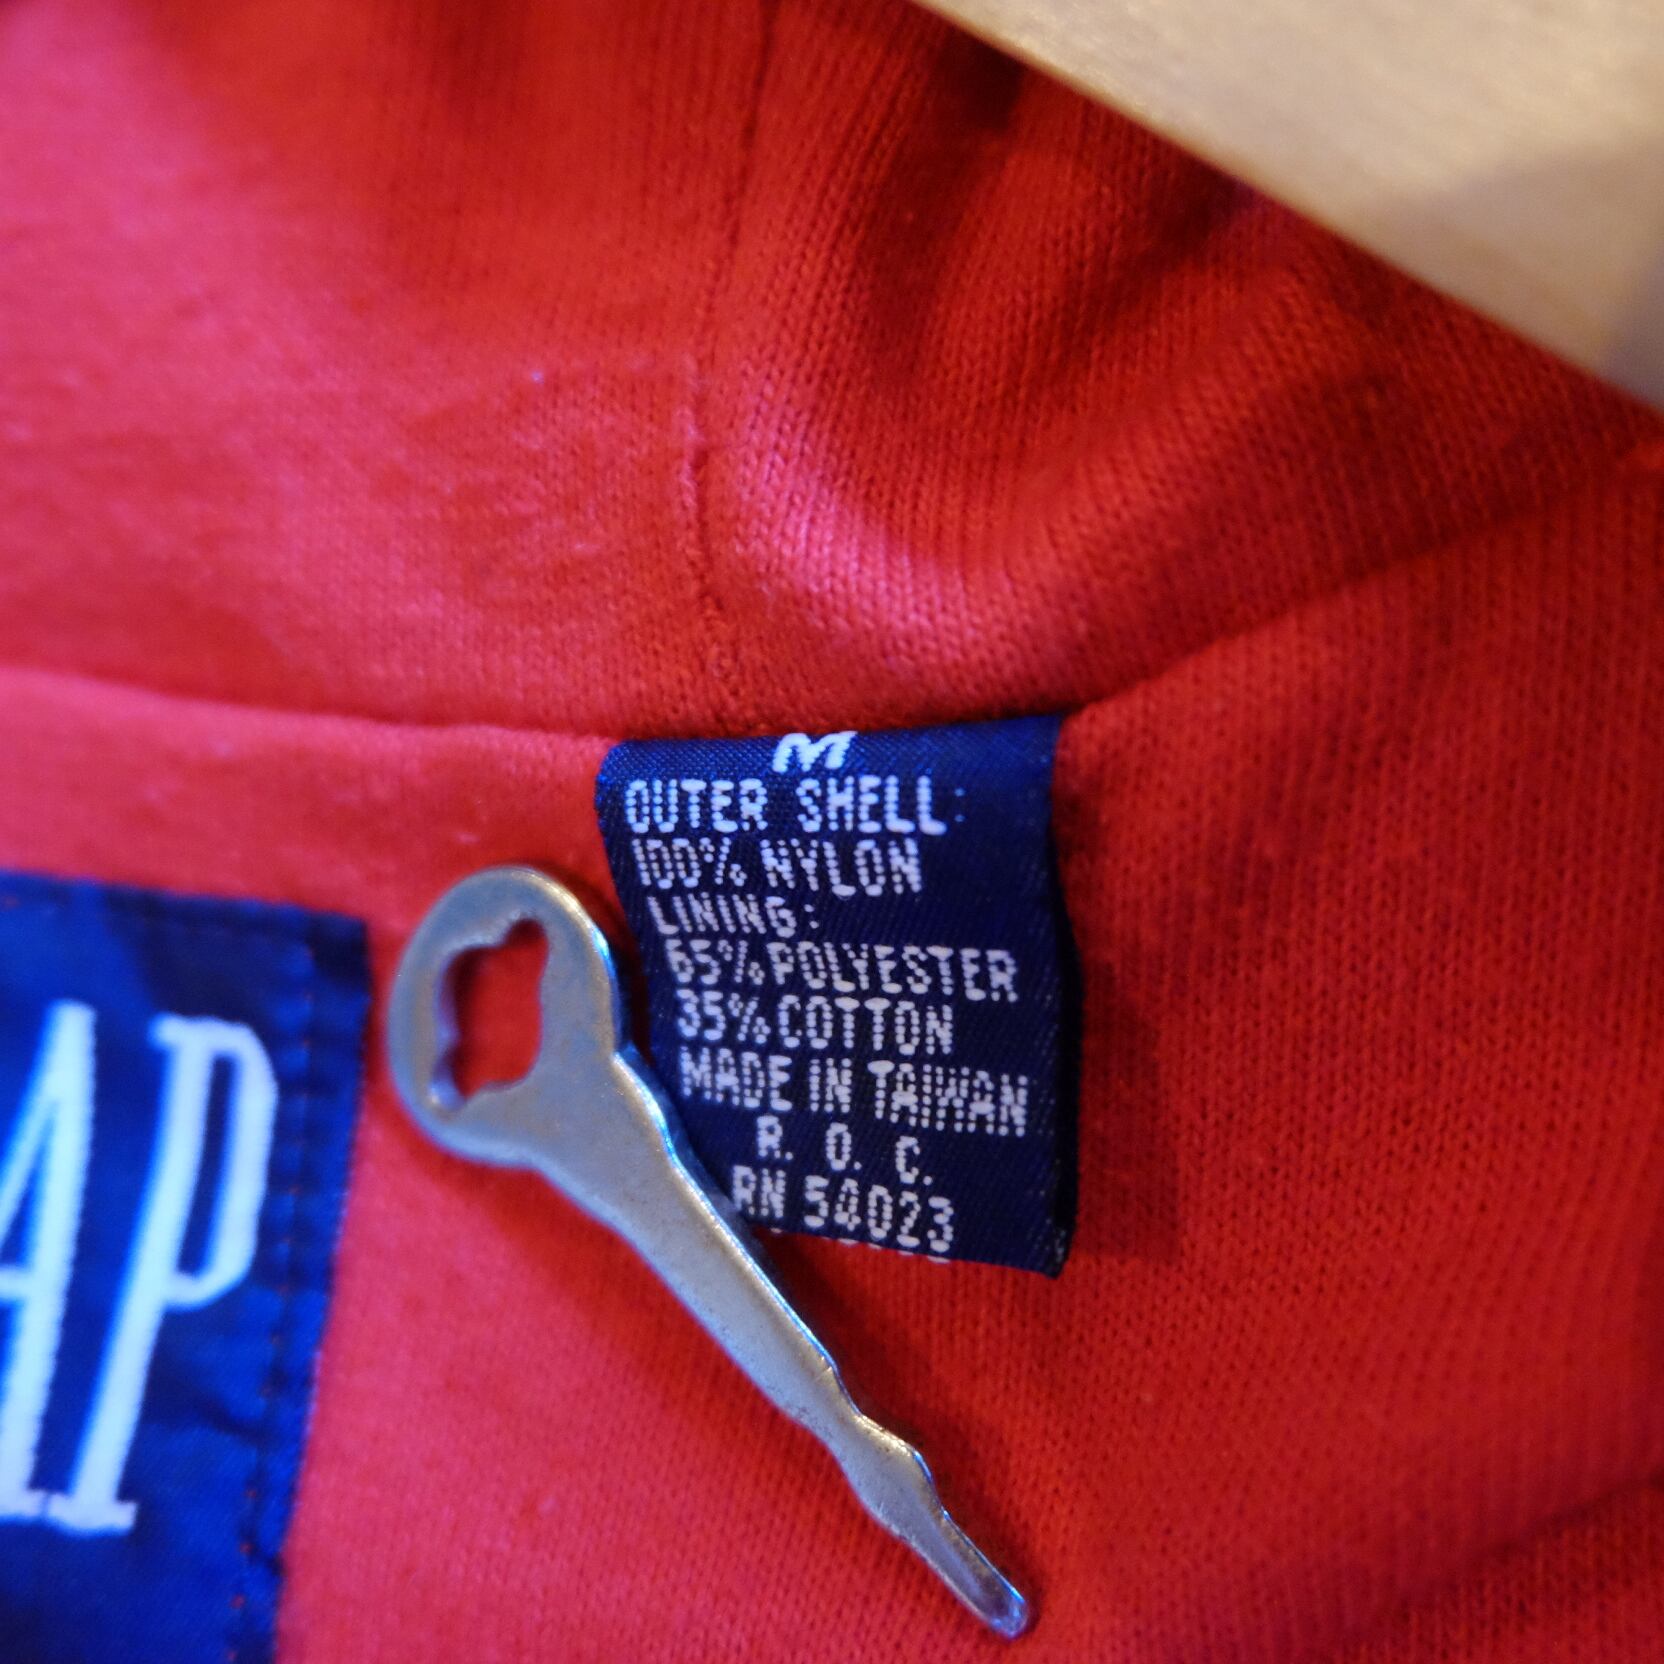 M
OUTER SHELL:
100% NYLON
LINING:
65% POLYESTER
35% COTTON
MADE IN TAIWAN
R. O. C.
RN 54023
AP